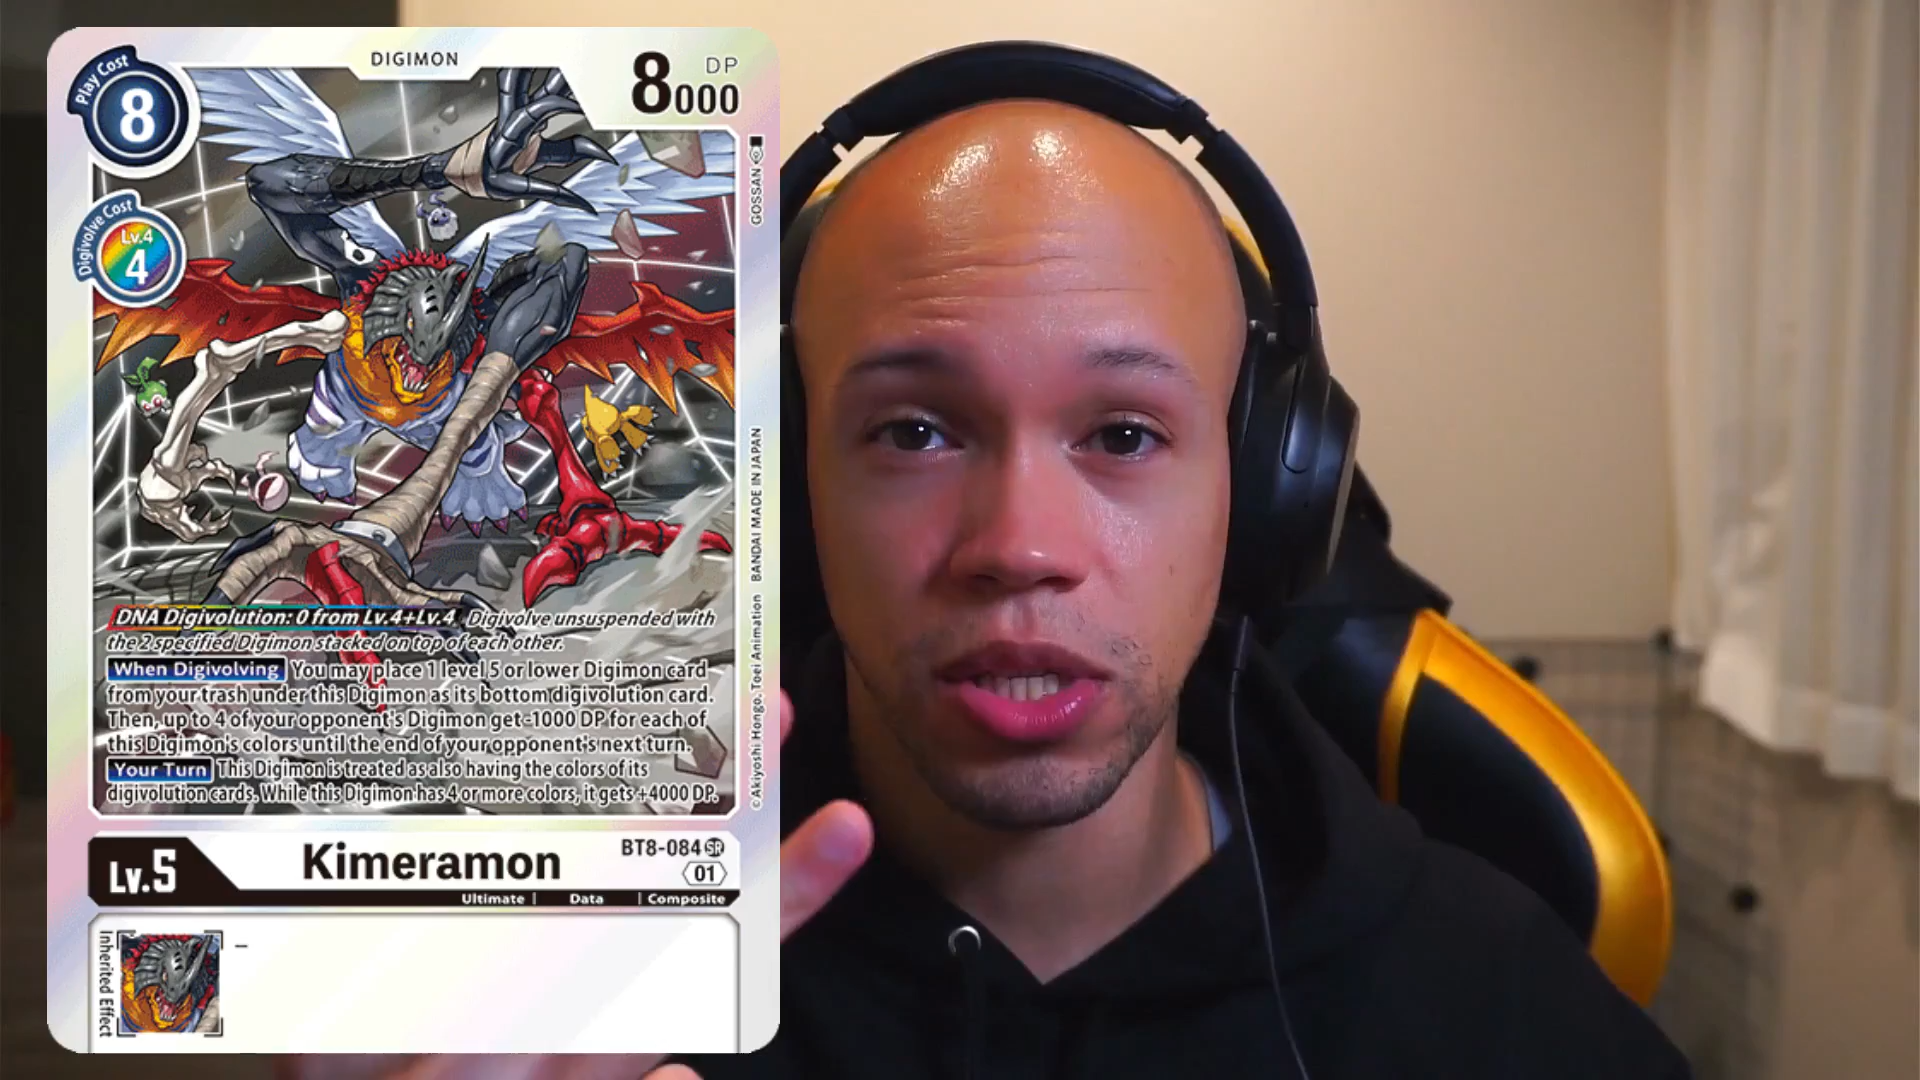 Play Cost
8
DIGIMON
8000
DP
Digivolve Cost
Lv.4
4
GOSSAN
BANDAI MADE IN JAPAN
©Akiyoshi Hongo, Toei Animation
DNA Digivolution: 0 from Lv.4+Lv.4 Digivolve unsuspended with
the 2 specified Digimon stacked on top of each other.
When Digivolving You may place 1 level 5 or lower Digimon card
from your trash under this Digimon as its bottom digivolution card.
Then, up to 4 of your opponent's Digimon get -1000 DP for each of
this Digimon's colors until the end of your opponent's next turn.
Your Turn This Digimon is treated as also having the colors of its
digivolution cards. While this Digimon has 4 or more colors, it gets +4000 DP.
Lv.5
Kimeramon
BT8-084 SR
01
Ultimate | Data | Composite
Inherited Effect
–